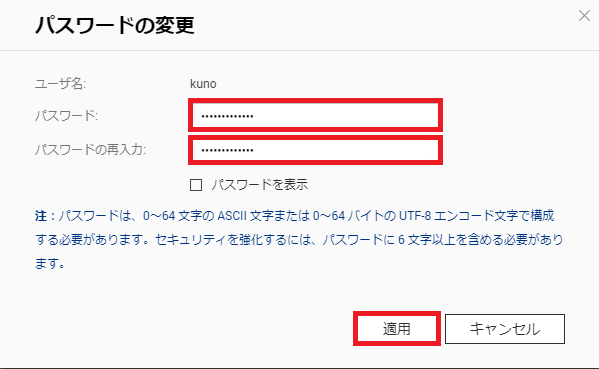 パスワードの変更
ユーザ名: kuno
パスワード: •••••••••••••
パスワードの再入力: •••••••••••••
パスワードを表示
注：パスワードは、0～64 文字の ASCII 文字または 0～64 バイトの UTF-8 エンコード文字で構成
する必要があります。セキュリティを強化するには、パスワードに 6 文字以上を含める必要があり
ます。
適用 キャンセル